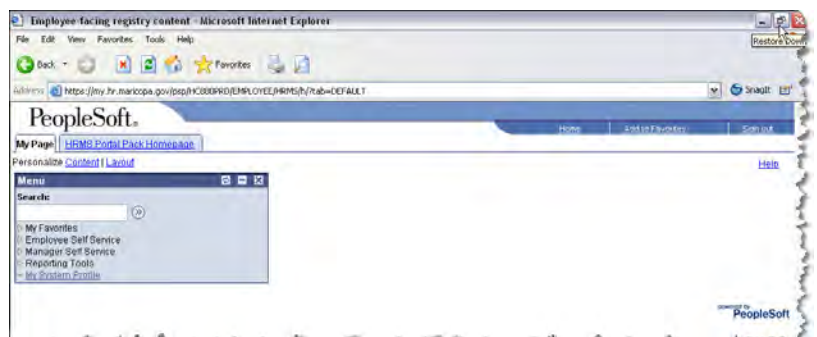 Employee-facing registry content - Microsoft Internet Explorer
File Edit View Favorites Tools Help
Restore Down
Back Favorites
Address https://my.hr.maricopa.gov/psp/HC880PRD/EMPLOYEE/HRMS/h/?tab=DEFAULT SnagIt
PeopleSoft.
Home Add to Favorites Sign out
My Page HRMS Portal Pack Homepage
Personalize Content | Layout Help
Menu
Search:
My Favorites
Employee Self Service
Manager Self Service
Reporting Tools
My System Profile
powered by
PeopleSoft